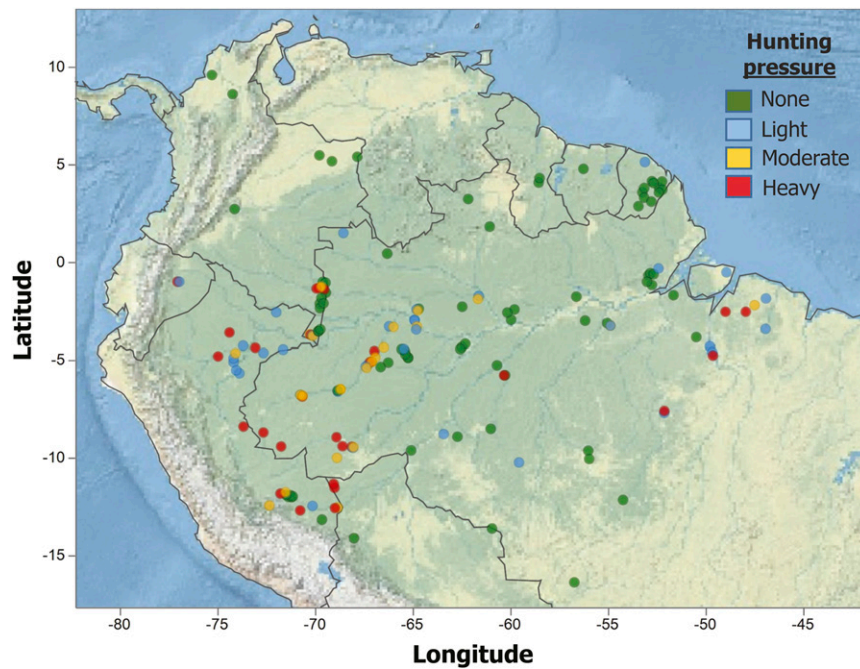 Hunting
pressure
None
Light
Moderate
Heavy
10
5
0
-5
-10
-15
Latitude
-80
-75
-70
-65
-60
-55
-50
-45
Longitude